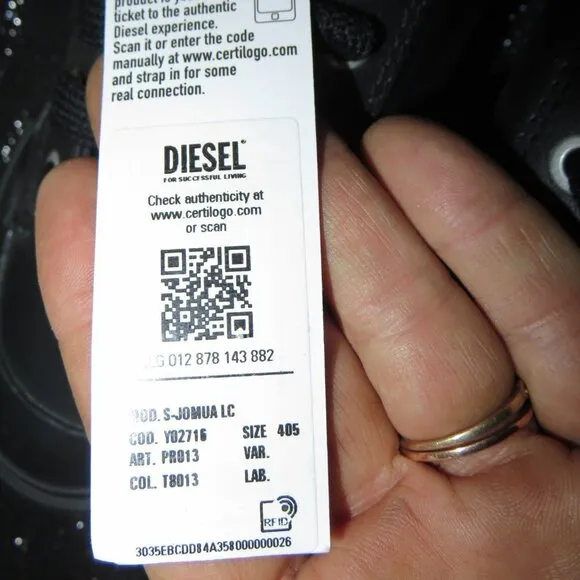 ticket to the authentic
Diesel experience.
Scan it or enter the code
manually at www.certilogo.com
and strap in for some
real connection.
DIESEL
FOR SUCCESSFUL LIVING
Check authenticity at
www.certilogo.com
or scan
012 878 143 882
MOD. S-JOMUA LC
COD. Y02716 SIZE 405
ART. PR013 VAR.
COL. T8013 LAB.
RFID
3035EBCDD84A358000000026